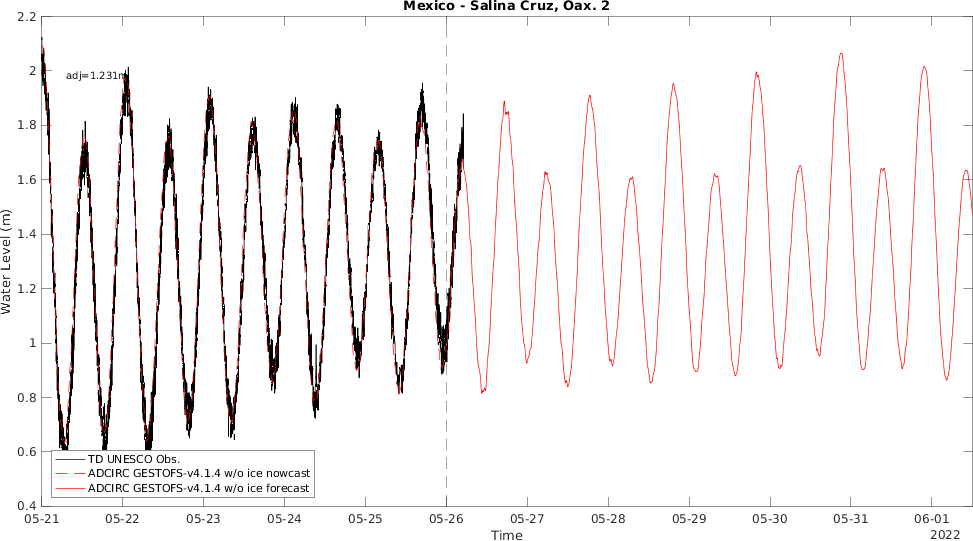 Mexico - Salina Cruz, Oax. 2
Water Level (m)
2.2
2
1.8
1.6
1.4
1.2
1
0.8
0.6
0.4
adj=1.231m
TD UNESCO Obs.
ADCIRC GESTOFS-v4.1.4 w/o ice nowcast
ADCIRC GESTOFS-v4.1.4 w/o ice forecast
05-21 05-22 05-23 05-24 05-25 05-26 05-27 05-28 05-29 05-30 05-31 06-01
Time
2022